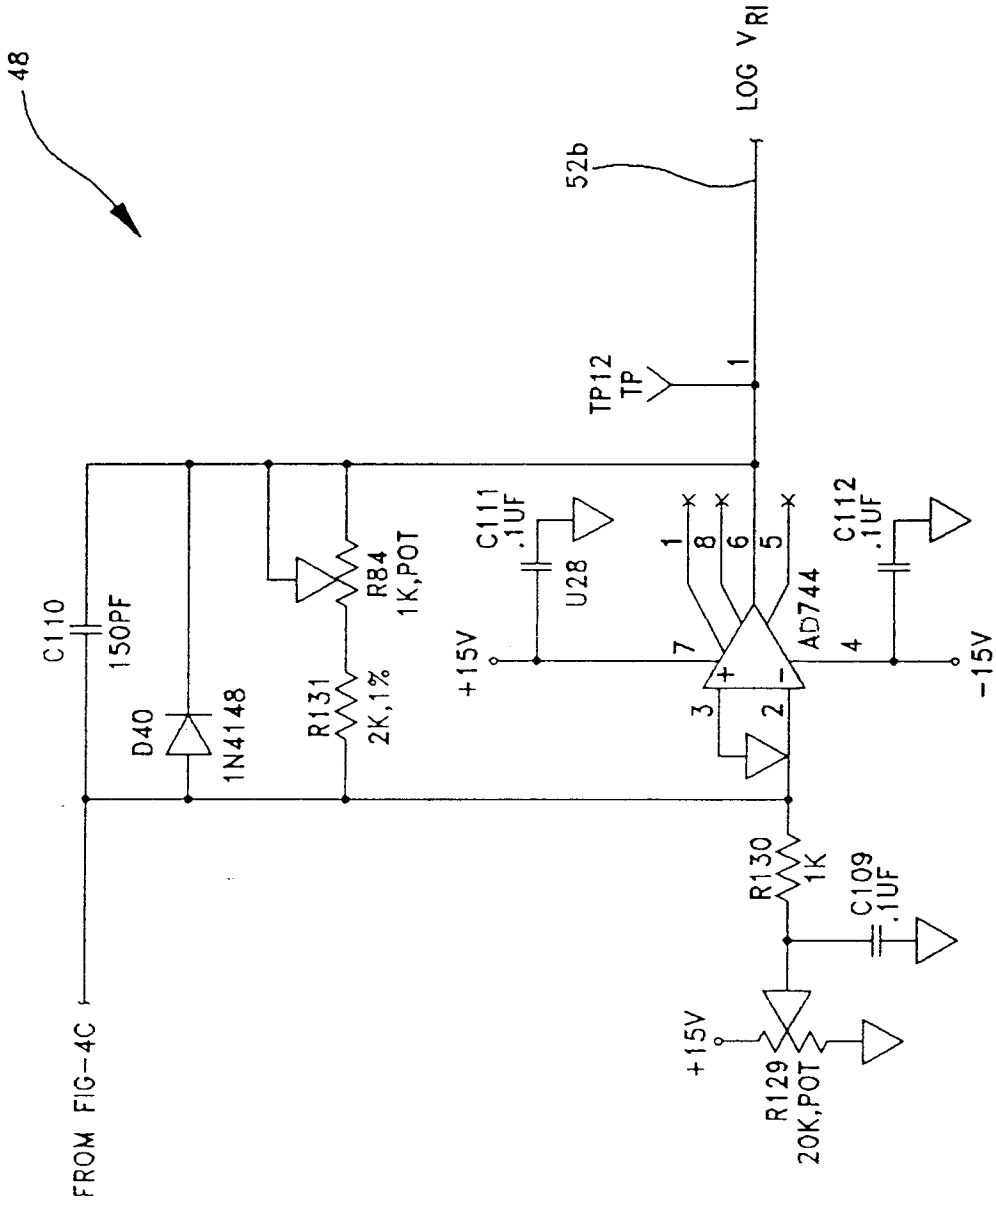 48
C110
150PF
D40
1N4148
R131
2K,1%
R84
1K,POT
FROM FIG-4C
+15V
C111
.1UF
U28
TP12
TP
1
52b
LOG VRI
7
1
8
6
5
3
+
2
-
AD744
4
C112
.1UF
-15V
R130
1K
C109
.1UF
+15V
R129
20K,POT